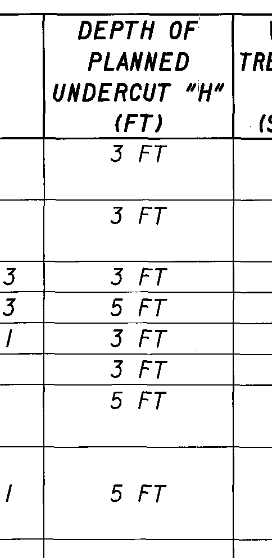 DEPTH OF
PLANNED
UNDERCUT "H"
(FT)
TRE
(S
3 FT
3 FT
3 3 FT
3 5 FT
1 3 FT
3 FT
5 FT
1 5 FT